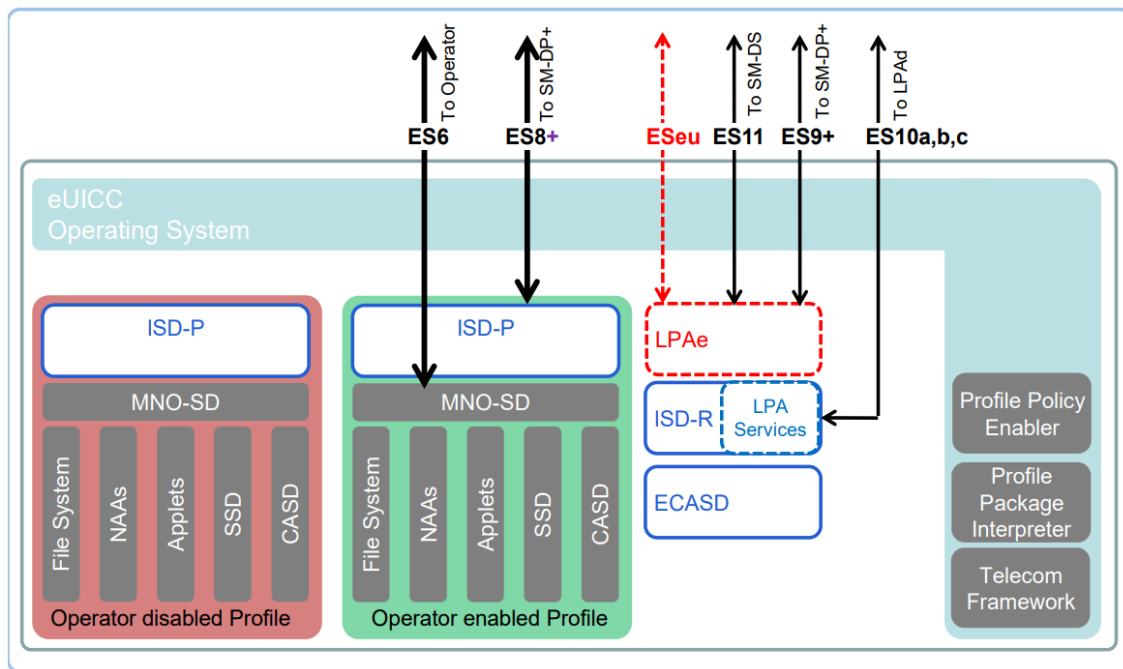 To Operator
To SM-DP+
To SM-DS
To SM-DP+
To LPAd
ES6
ES8+
ESeu
ES11
ES9+
ES10a,b,c
eUICC
Operating System
ISD-P
MNO-SD
File System
NAAs
Applets
SSD
CASD
Operator disabled Profile
ISD-P
MNO-SD
File System
NAAs
Applets
SSD
CASD
Operator enabled Profile
LPAe
ISD-R
LPA
Services
ECASD
Profile Policy
Enabler
Profile
Package
Interpreter
Telecom
Framework